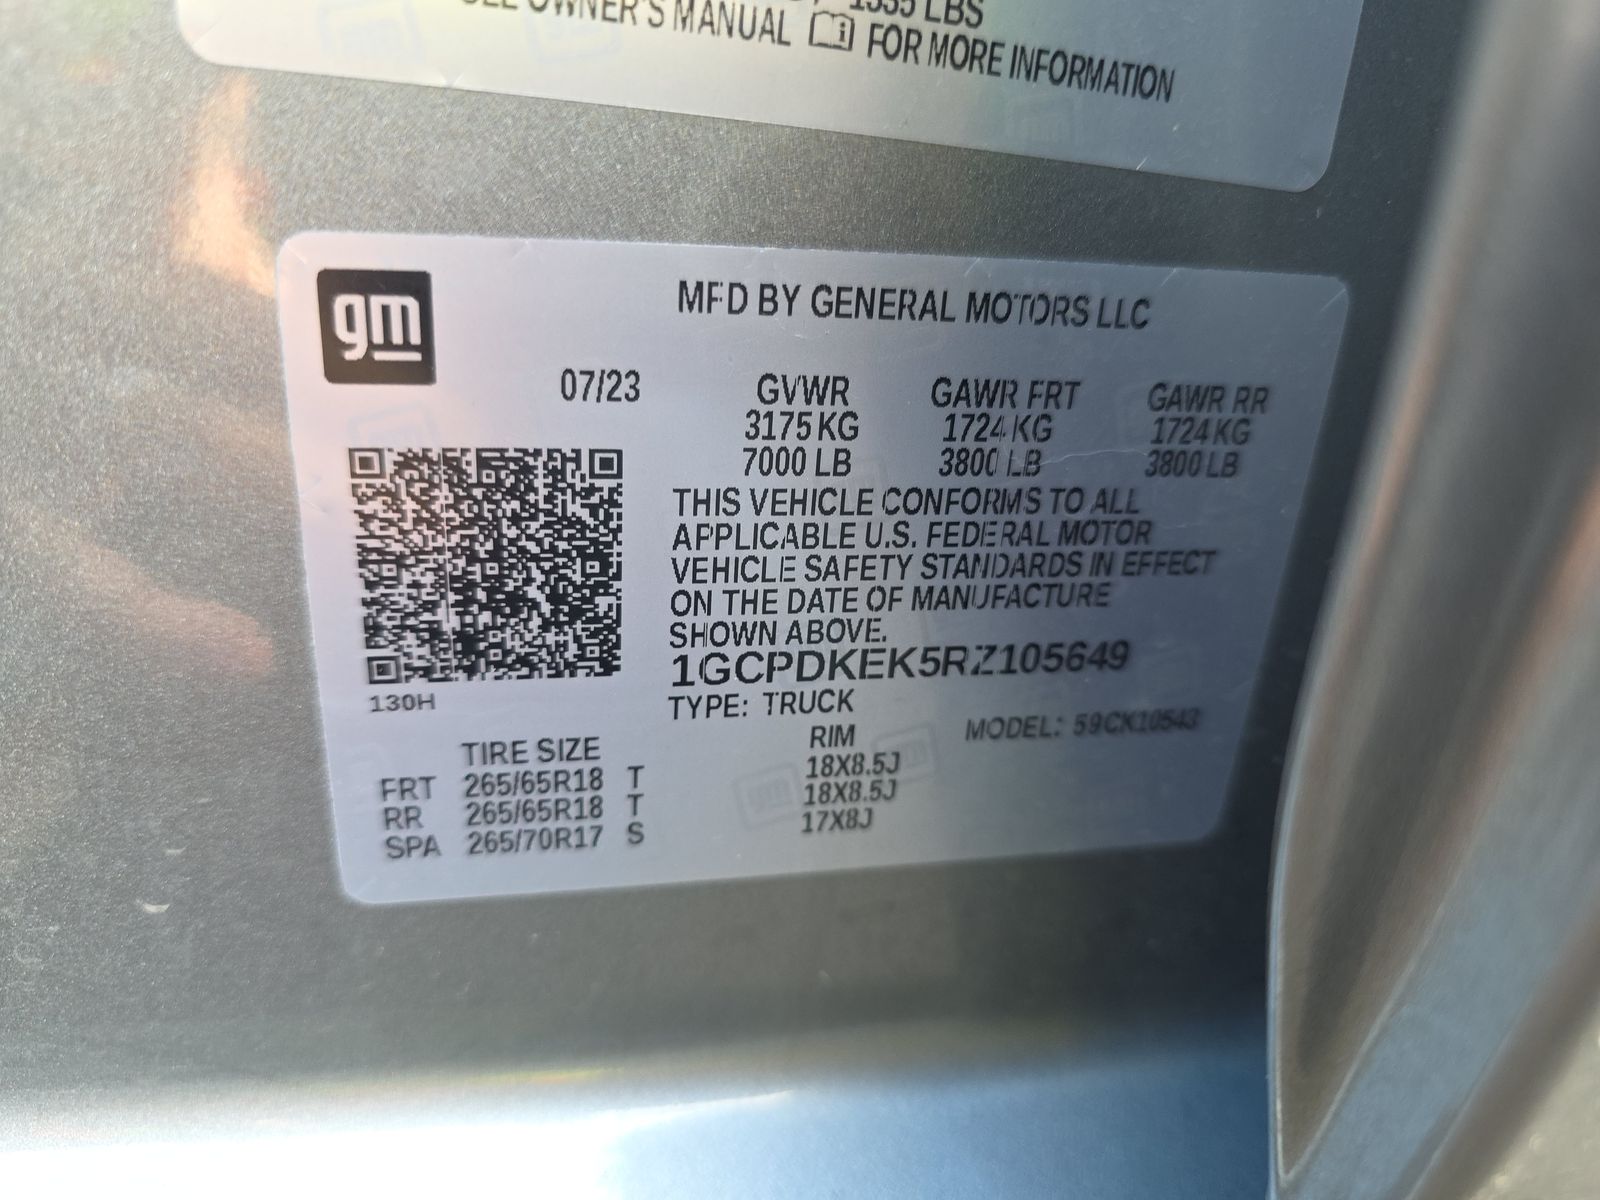 1335 LBS
SEE OWNER'S MANUAL FOR MORE INFORMATION
gm
MFD BY GENERAL MOTORS LLC
07/23
GVWR GAWR FRT GAWR RR
3175 KG 1724 KG 1724 KG
7000 LB 3800 LB 3800 LB
THIS VEHICLE CONFORMS TO ALL
APPLICABLE U.S. FEDERAL MOTOR
VEHICLE SAFETY STANDARDS IN EFFECT
ON THE DATE OF MANUFACTURE
SHOWN ABOVE.
1GCPDKEK5RZ105649
130H
TYPE: TRUCK
MODEL: 59CK10543
TIRE SIZE RIM
FRT 265/65R18 T 18X8.5J
RR 265/65R18 T 18X8.5J
SPA 265/70R17 S 17X8J